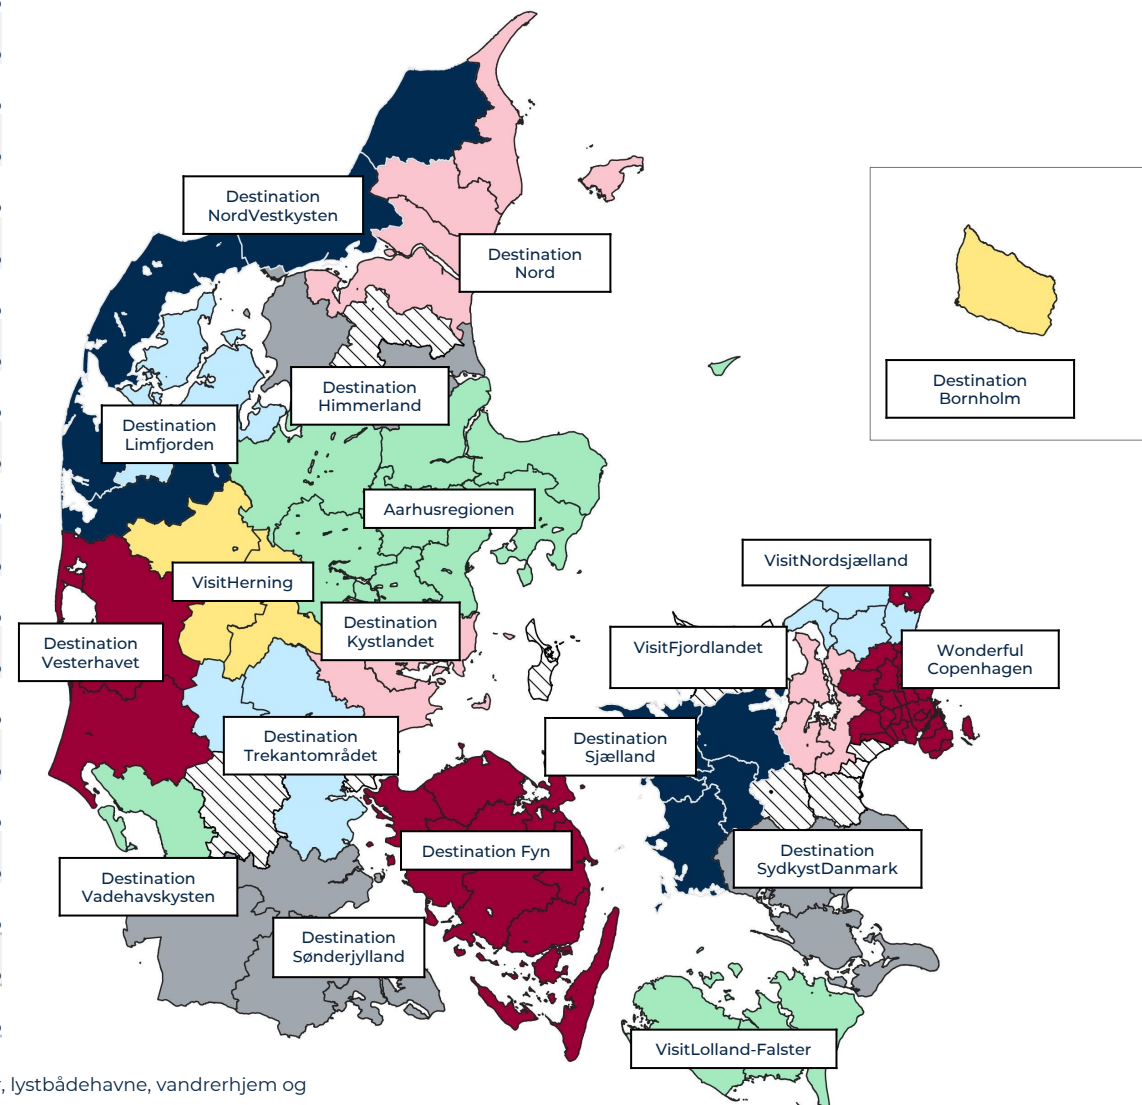 Destination
NordVestkysten
Destination
Nord
Destination
Himmerland
Destination
Bornholm
Destination
Limfjorden
Aarhusregionen
VisitHerning
VisitNordsjælland
Destination
Kystlandet
Destination
Vesterhavet
VisitFjordlandet
Wonderful
Copenhagen
Destination
Trekantområdet
Destination
Sjælland
Destination Fyn
Destination
SydkystDanmark
Destination
Vadehavskysten
Destination
Sønderjylland
VisitLolland-Falster
, lystbådehavne, vandrerhjem og